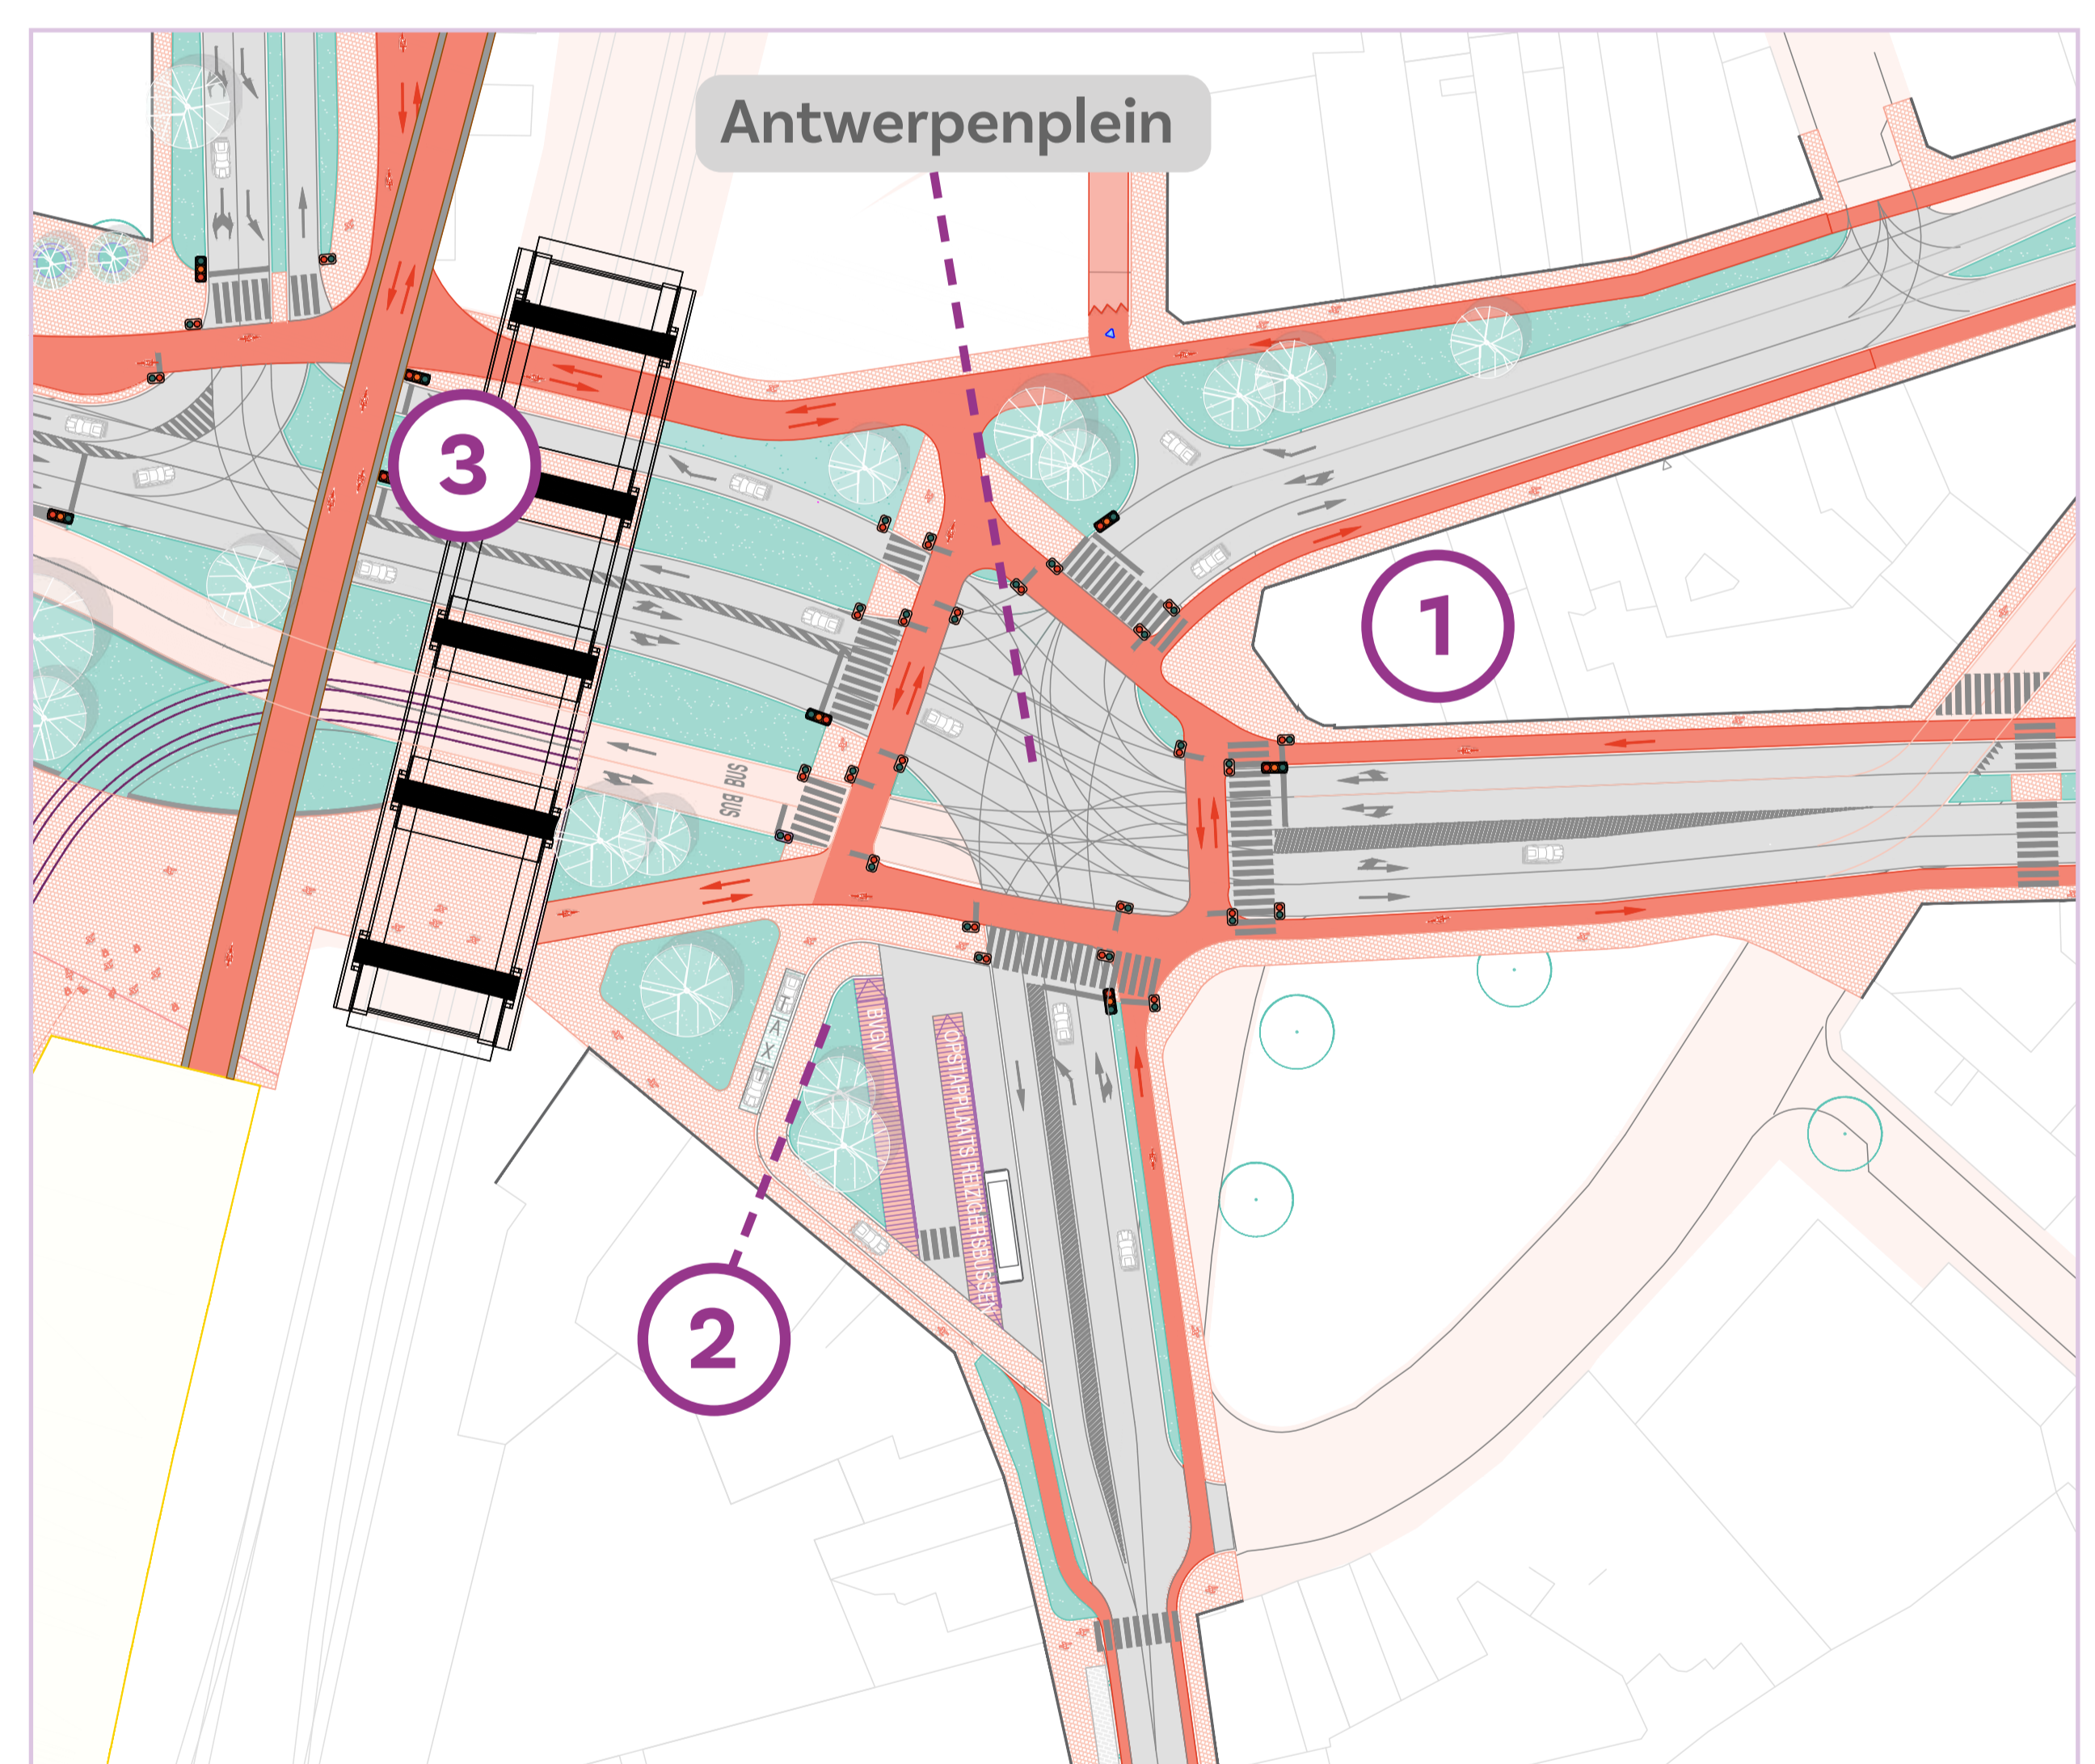 Antwerpenplein
3
1
BUS
BUS
TAXI
BVGV
OPSTAPPLAATS REIZIGERSBUSSEN
2